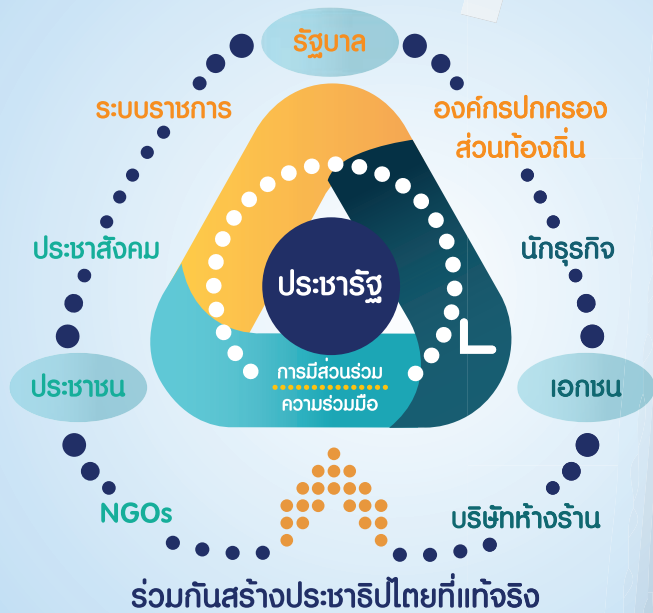 รัฐบาล
ระบบราชการ
องค์กรปกครอง
ส่วนท้องถิ่น
ประชาสังคม
นักธุรกิจ
ประชารัฐ
การมีส่วนร่วม
ความร่วมมือ
ประชาชน
เอกชน
NGOs
บริษัทห้างร้าน
ร่วมกันสร้างประชาธิปไตยที่แท้จริง